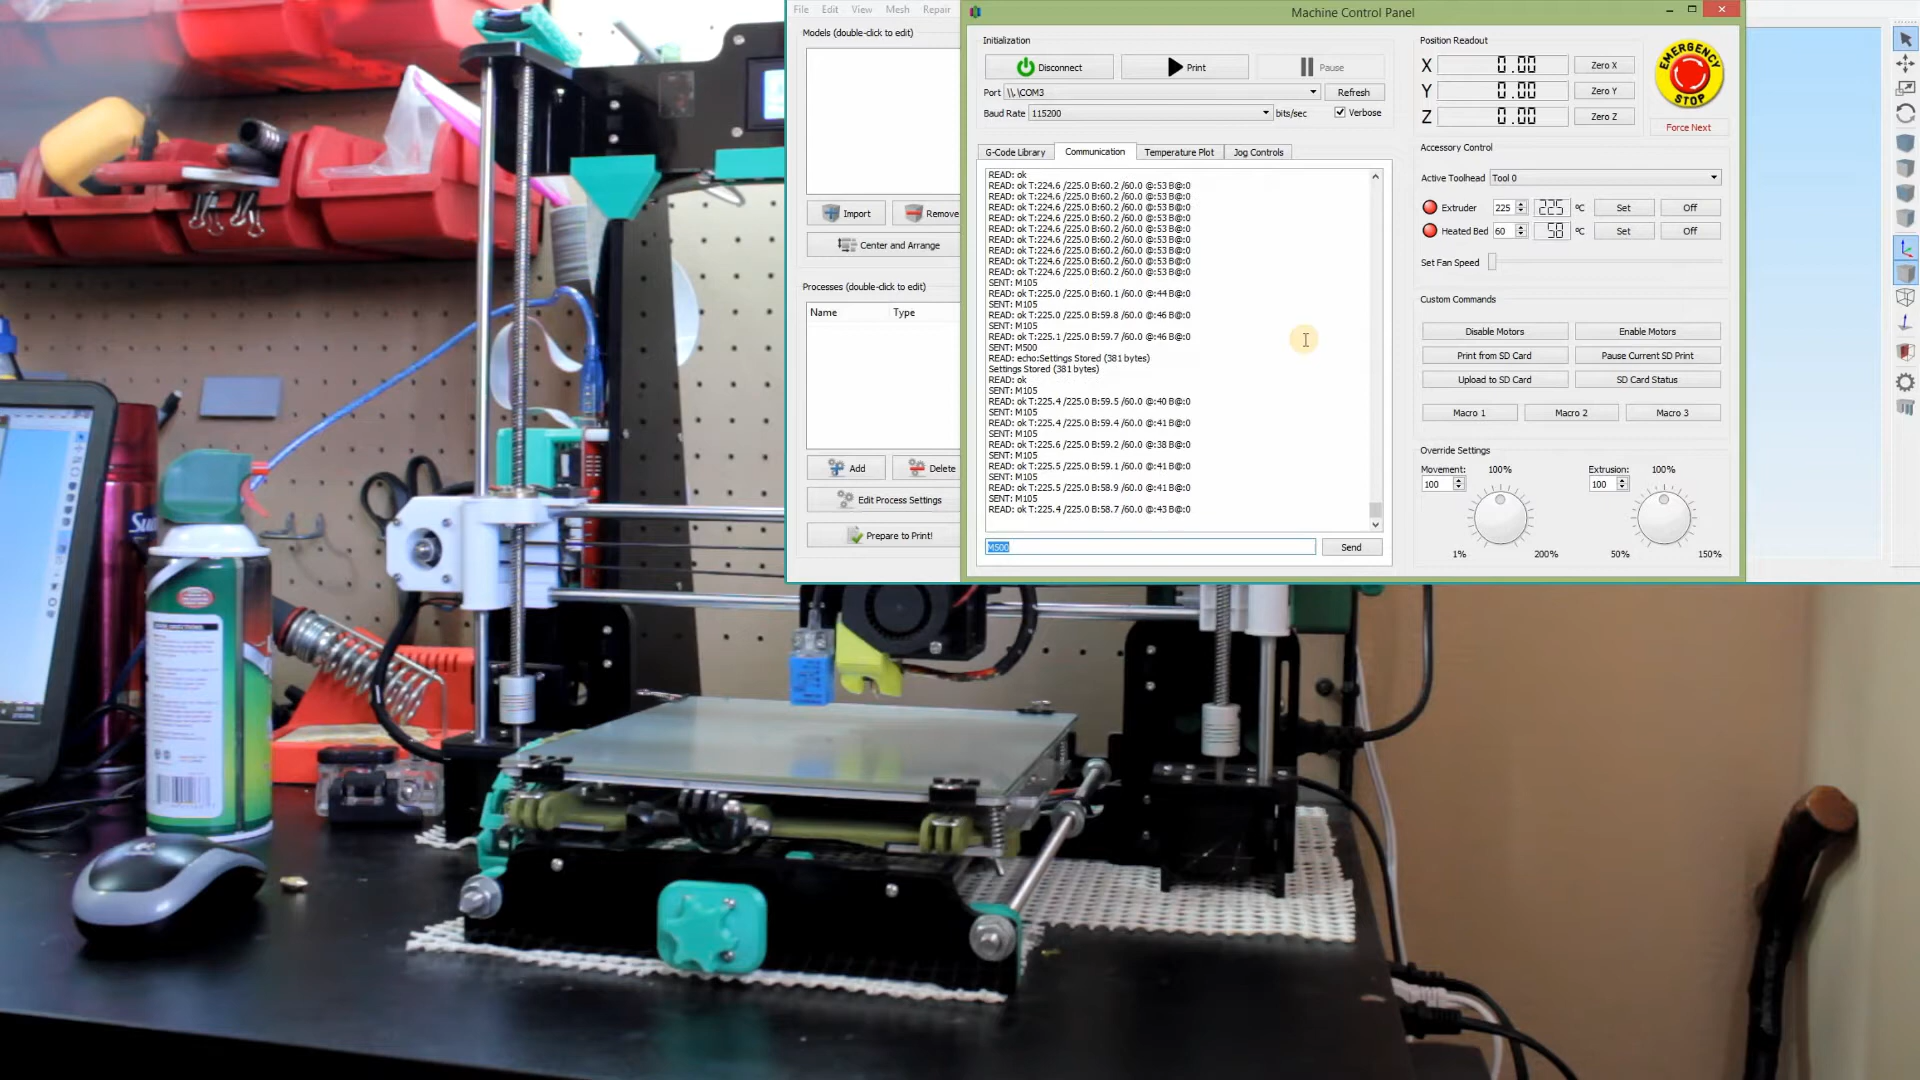 File Edit View Mesh Repair
Machine Control Panel
Models (double-click to edit)
Import
Remove
Center and Arrange
Processes (double-click to edit)
Name Type
Add
Delete
Edit Process Settings
Prepare to Print!
Initialization
Disconnect
Print
Pause
Port \\.\COM3
Refresh
Baud Rate 115200
bits/sec
Verbose
G-Code Library
Communication
Temperature Plot
Jog Controls
READ: ok
READ: ok T:224.6 /225.0 B:60.2 /60.0 @:53 B@:0
READ: ok T:224.6 /225.0 B:60.2 /60.0 @:53 B@:0
READ: ok T:224.6 /225.0 B:60.2 /60.0 @:53 B@:0
READ: ok T:224.6 /225.0 B:60.2 /60.0 @:53 B@:0
READ: ok T:224.6 /225.0 B:60.2 /60.0 @:53 B@:0
READ: ok T:224.6 /225.0 B:60.2 /60.0 @:53 B@:0
READ: ok T:224.6 /225.0 B:60.2 /60.0 @:53 B@:0
READ: ok T:224.6 /225.0 B:60.2 /60.0 @:53 B@:0
READ: ok T:224.6 /225.0 B:60.2 /60.0 @:53 B@:0
SENT: M105
READ: ok T:225.0 /225.0 B:60.1 /60.0 @:44 B@:0
SENT: M105
READ: ok T:225.0 /225.0 B:59.8 /60.0 @:46 B@:0
SENT: M105
READ: ok T:225.1 /225.0 B:59.7 /60.0 @:46 B@:0
SENT: M500
READ: echo:Settings Stored (381 bytes)
Settings Stored (381 bytes)
READ: ok
SENT: M105
READ: ok T:225.4 /225.0 B:59.5 /60.0 @:40 B@:0
SENT: M105
READ: ok T:225.4 /225.0 B:59.4 /60.0 @:41 B@:0
SENT: M105
READ: ok T:225.6 /225.0 B:59.2 /60.0 @:38 B@:0
SENT: M105
READ: ok T:225.5 /225.0 B:59.1 /60.0 @:41 B@:0
SENT: M105
READ: ok T:225.5 /225.0 B:58.9 /60.0 @:41 B@:0
SENT: M105
READ: ok T:225.4 /225.0 B:58.7 /60.0 @:43 B@:0
M500
Send
Position Readout
X 0.00 Zero X
Y 0.00 Zero Y
Z 0.00 Zero Z
EMERGENCY
STOP
Force Next
Accessory Control
Active Toolhead Tool 0
Extruder 225 225 ºC Set Off
Heated Bed 60 58 ºC Set Off
Set Fan Speed
Custom Commands
Disable Motors Enable Motors
Print from SD Card Pause Current SD Print
Upload to SD Card SD Card Status
Macro 1 Macro 2 Macro 3
Override Settings
Movement: 100% Extrusion: 100%
100 100
1% 200% 50% 150%